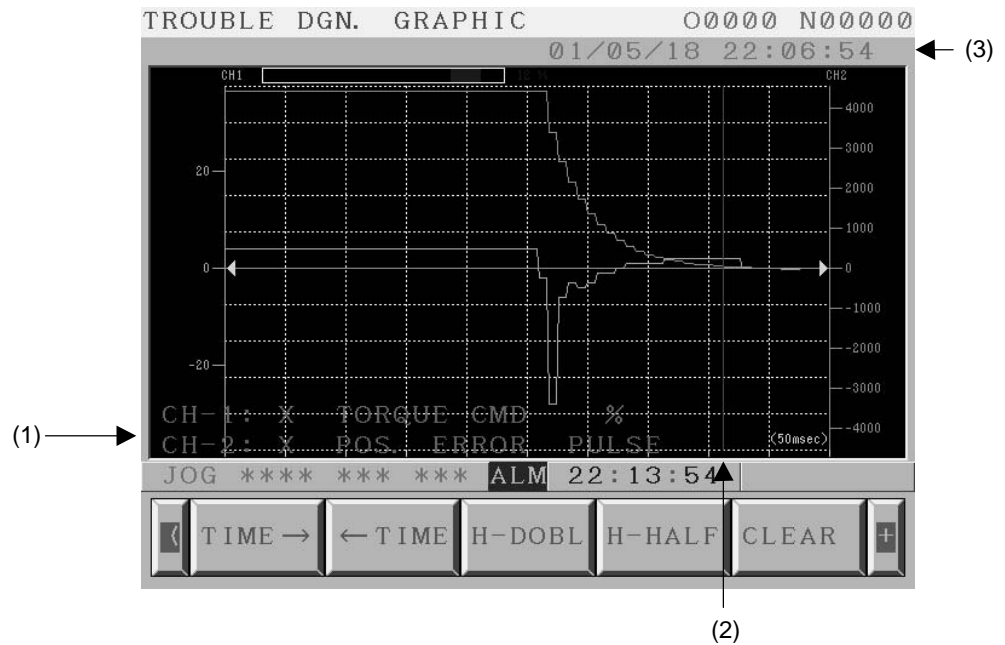 TROUBLE DGN. GRAPHIC O0000 N00000
01/05/18 22:06:54
(3)
CH1 CH2
4000
3000
20
2000
1000
0 0
-1000
-20
-2000
-3000
-4000
CH-1: X TORQUE CMD %
(1)
CH-2: X POS. ERROR PULSE
(50msec)
JOG **** *** *** ALM 22:13:54
( TIME→ ←TIME H-DOBL H-HALF CLEAR +
(2)